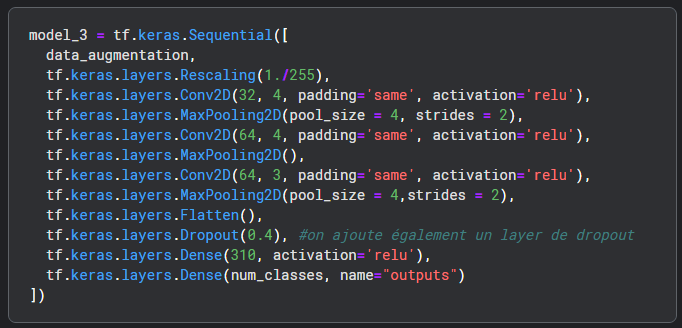 model_3 = tf.keras.Sequential([
  data_augmentation,
  tf.keras.layers.Rescaling(1./255),
  tf.keras.layers.Conv2D(32, 4, padding='same', activation='relu'),
  tf.keras.layers.MaxPooling2D(pool_size = 4, strides = 2),
  tf.keras.layers.Conv2D(64, 4, padding='same', activation='relu'),
  tf.keras.layers.MaxPooling2D(),
  tf.keras.layers.Conv2D(64, 3, padding='same', activation='relu'),
  tf.keras.layers.MaxPooling2D(pool_size = 4,strides = 2),
  tf.keras.layers.Flatten(),
  tf.keras.layers.Dropout(0.4), #on ajoute également un layer de dropout
  tf.keras.layers.Dense(310, activation='relu'),
  tf.keras.layers.Dense(num_classes, name="outputs")
])